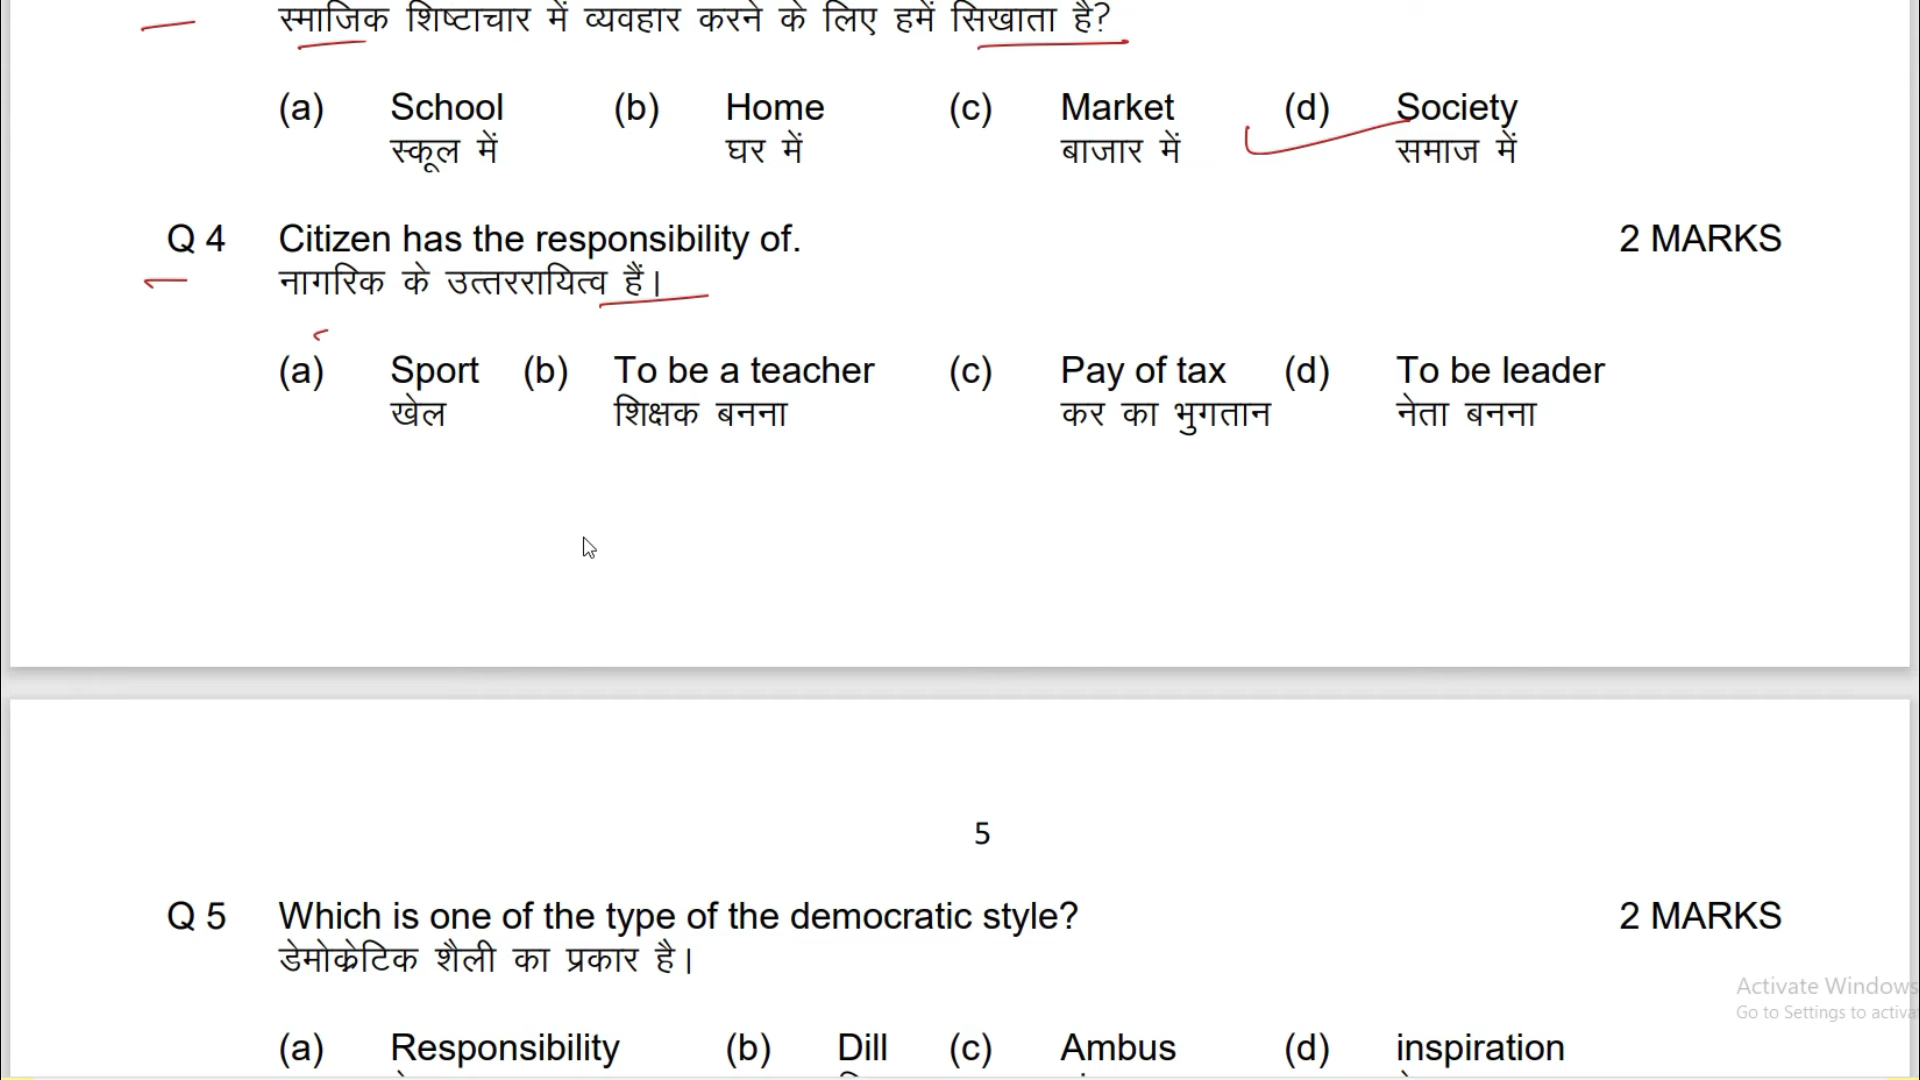 स्माजिक शिष्टाचार में व्यवहार करने के लिए हमें सिखाता है?
(a) School (b) Home (c) Market (d) Society
स्कूल में घर में बाजार में समाज में
Q 4 Citizen has the responsibility of. 2 MARKS
नागरिक के उत्तररायित्व हैं।
(a) Sport (b) To be a teacher (c) Pay of tax (d) To be leader
खेल शिक्षक बनना कर का भुगतान नेता बनना
5
Q 5 Which is one of the type of the democratic style? 2 MARKS
डेमोक्रेटिक शैली का प्रकार है।
Activate Windows
Go to Settings to activa
(a) Responsibility (b) Dill (c) Ambus (d) inspiration